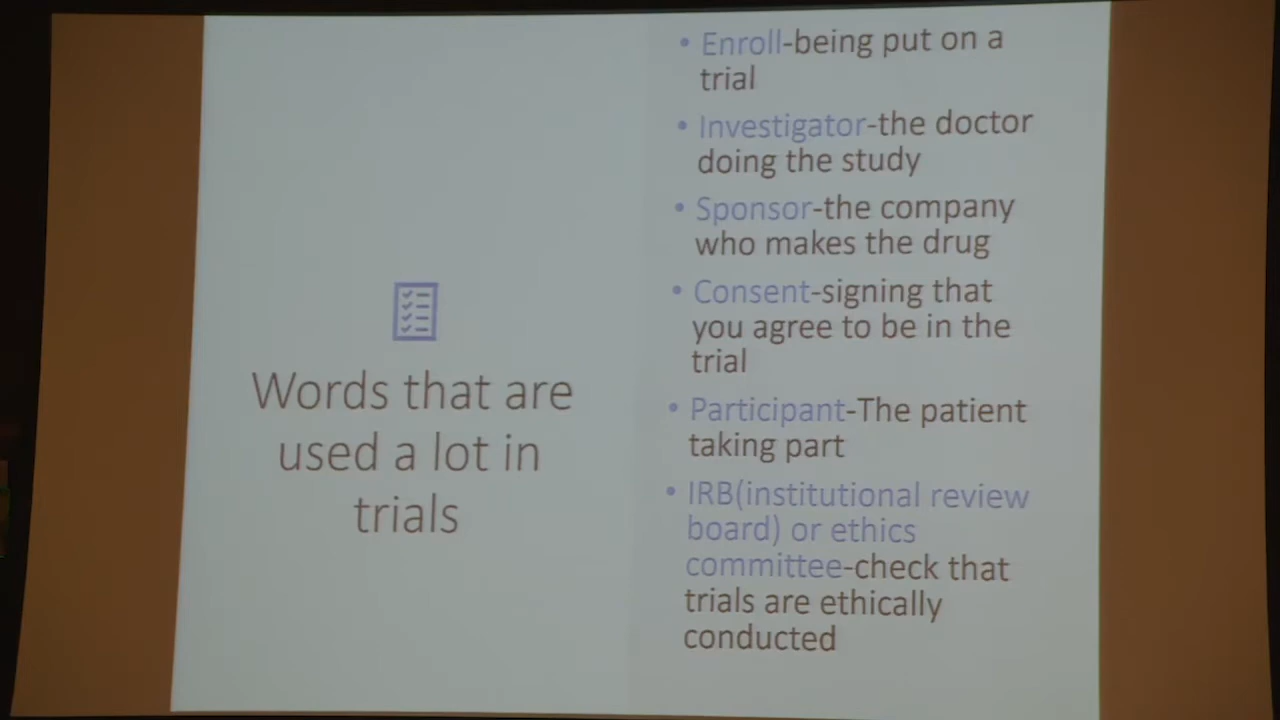 Words that are
used a lot in
trials
• Enroll-being put on a
trial
• Investigator-the doctor
doing the study
• Sponsor-the company
who makes the drug
• Consent-signing that
you agree to be in the
trial
• Participant-The patient
taking part
• IRB(institutional review
board) or ethics
committee-check that
trials are ethically
conducted